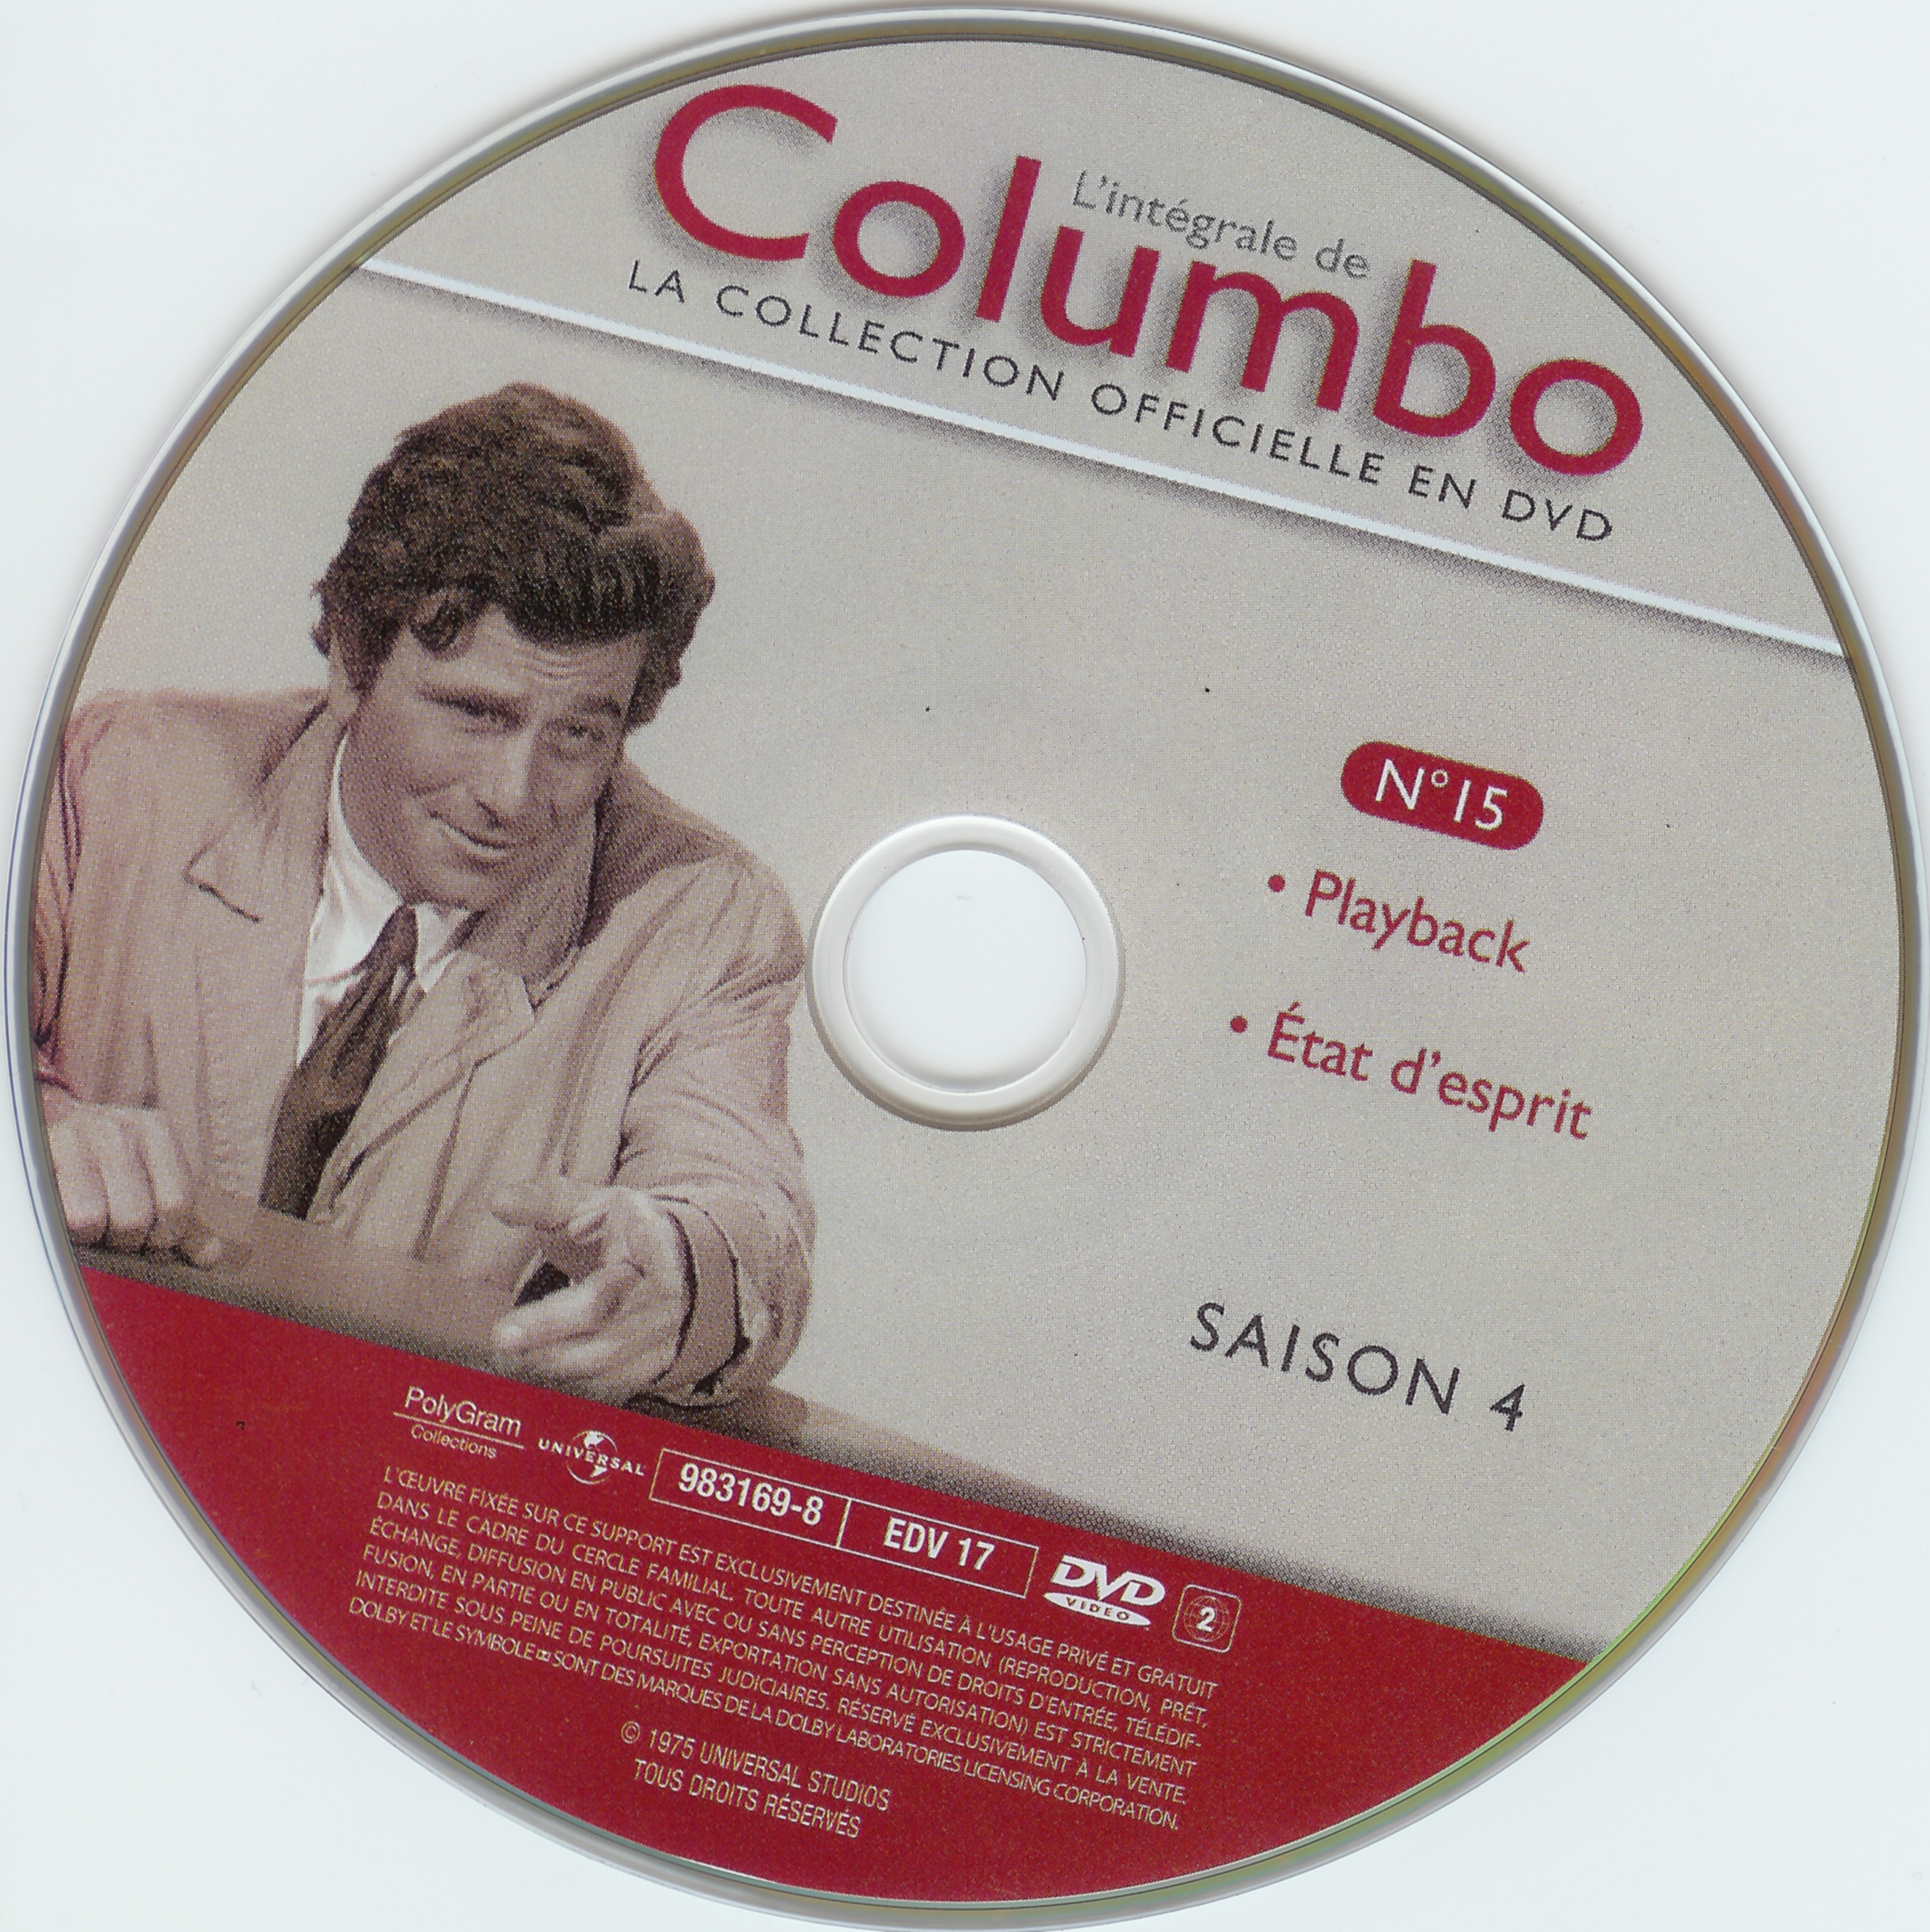 L'intégrale de
Columbo
LA COLLECTION OFFICIELLE EN DVD
N°15
• Playback
• État d'esprit
SAISON 4
PolyGram
Collections
UNIVERSAL
983169-8
EDV 17
DVD
VIDEO
2
L'ŒUVRE FIXÉE SUR CE SUPPORT EST EXCLUSIVEMENT DESTINÉE À L'USAGE PRIVÉ ET GRATUIT
DANS LE CADRE DU CERCLE FAMILIAL. TOUTE AUTRE UTILISATION (REPRODUCTION, PRÊT,
ÉCHANGE, DIFFUSION EN PUBLIC AVEC OU SANS PERCEPTION DE DROITS D'ENTRÉE, TÉLÉDIF-
FUSION, EN PARTIE OU EN TOTALITÉ, EXPORTATION SANS AUTORISATION) EST STRICTEMENT
INTERDITE SOUS PEINE DE POURSUITES JUDICIAIRES. RÉSERVÉ EXCLUSIVEMENT À LA VENTE.
DOLBY ET LE SYMBOLE SONT DES MARQUES DE LA DOLBY LABORATORIES LICENSING CORPORATION.
© 1975 UNIVERSAL STUDIOS
TOUS DROITS RÉSERVÉS